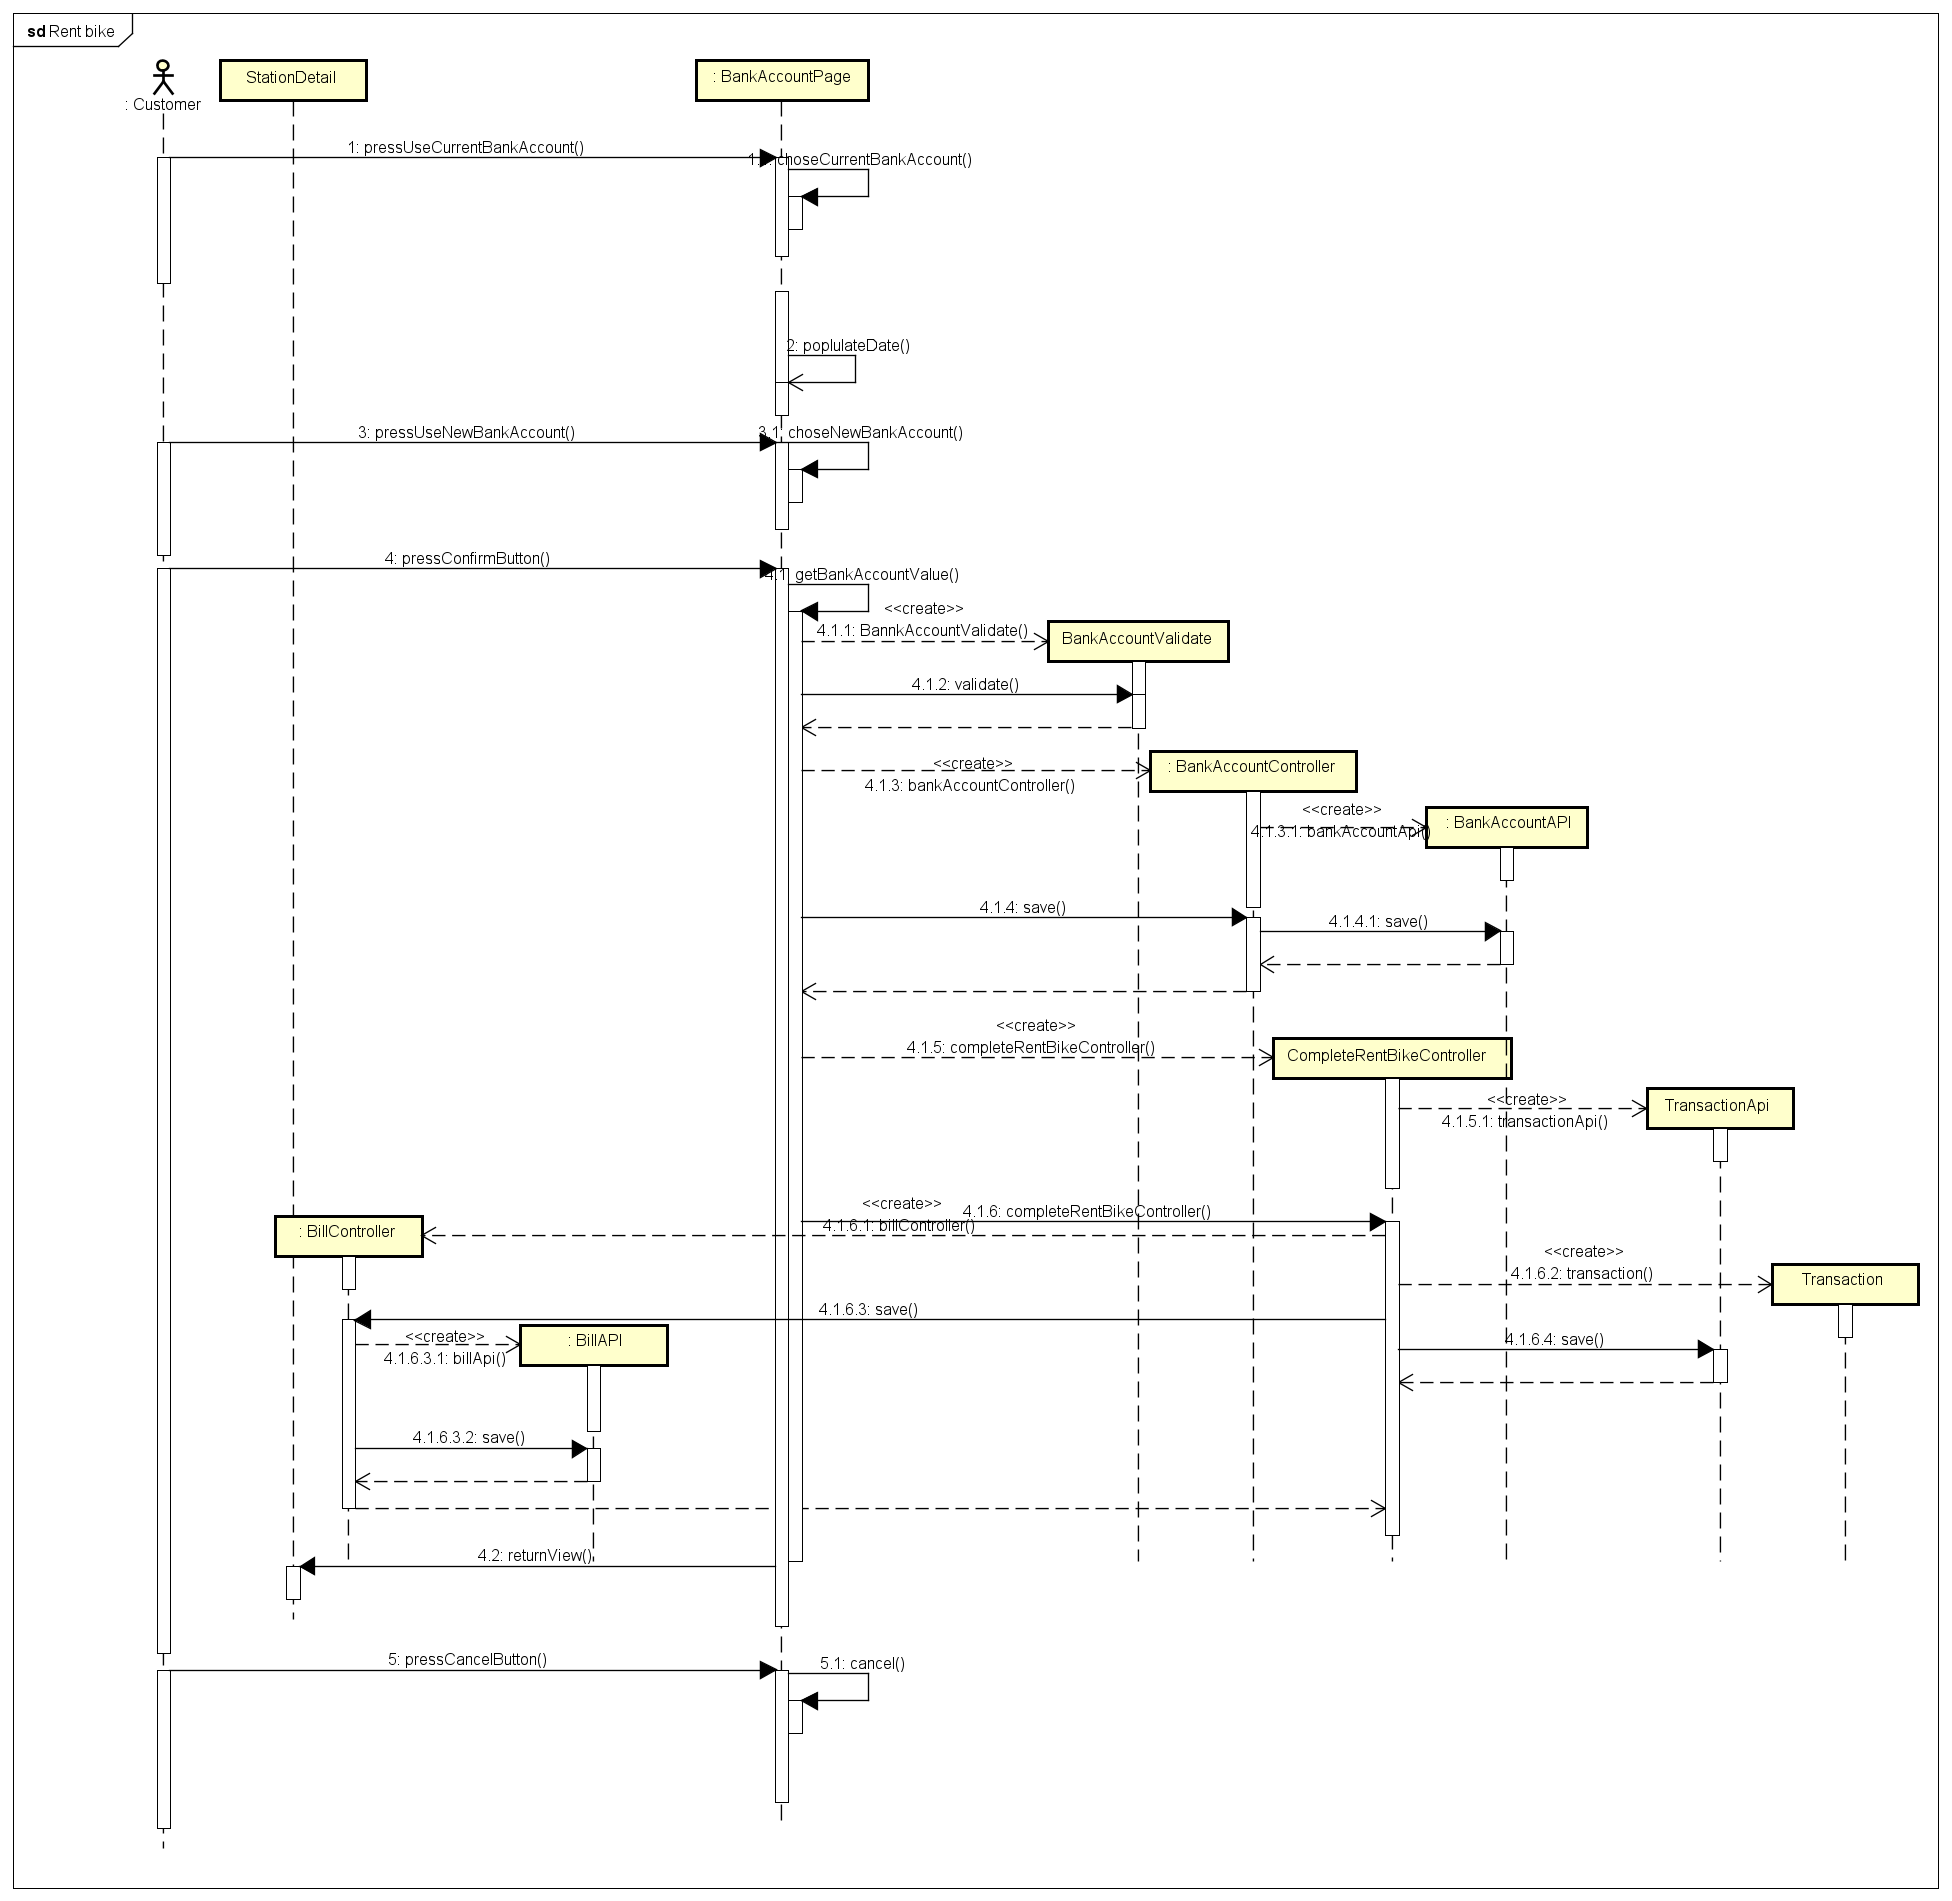 sd Rent bike
: Customer
StationDetail
: BankAccountPage
1: pressUseCurrentBankAccount()
1.1: choseCurrentBankAccount()
2: poplulateDate()
3: pressUseNewBankAccount()
3.1: choseNewBankAccount()
4: pressConfirmButton()
4.1: getBankAccountValue()
<<create>>
4.1.1: BannkAccountValidate()
BankAccountValidate
4.1.2: validate()
<<create>>
4.1.3: bankAccountController()
: BankAccountController
<<create>>
4.1.3.1: bankAccountApi()
: BankAccountAPI
4.1.4: save()
4.1.4.1: save()
<<create>>
4.1.5: completeRentBikeController()
CompleteRentBikeController
<<create>>
4.1.5.1: transactionApi()
TransactionApi
<<create>>
4.1.6: completeRentBikeController()
4.1.6.1: billController()
: BillController
<<create>>
4.1.6.2: transaction()
Transaction
4.1.6.3: save()
<<create>>
4.1.6.3.1: billApi()
: BillAPI
4.1.6.4: save()
4.1.6.3.2: save()
4.2: returnView()
5: pressCancelButton()
5.1: cancel()